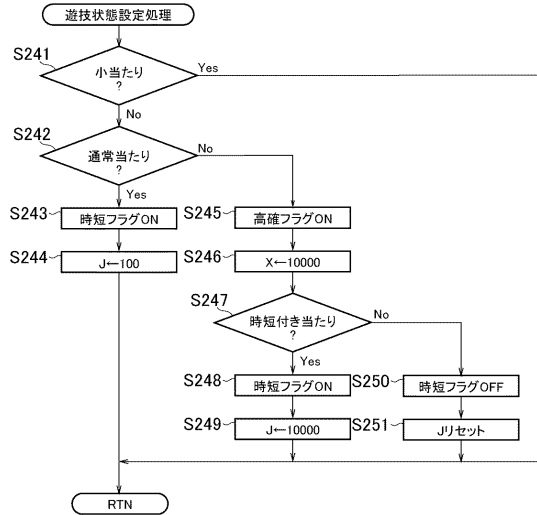 遊技状態設定処理
S241
小当たり
?
Yes
No
S242
通常当たり
?
No
Yes
S243
時短フラグON
S245
高確フラグON
S244
J←100
S246
X←10000
S247
時短付き当たり
?
No
Yes
S248
時短フラグON
S250
時短フラグOFF
S249
J←10000
S251
Jリセット
RTN